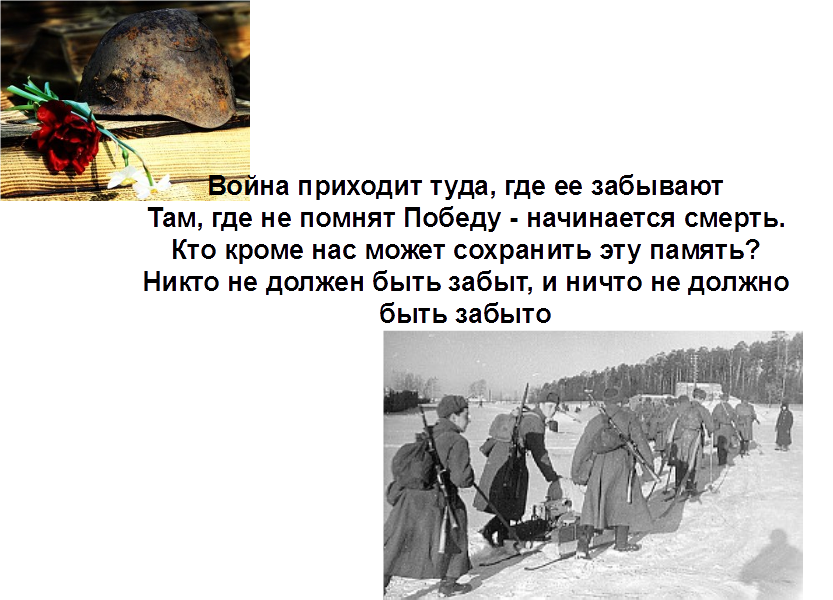 Война приходит туда, где ее забывают
Там, где не помнят Победу - начинается смерть.
Кто кроме нас может сохранить эту память?
Никто не должен быть забыт, и ничто не должно
быть забыто